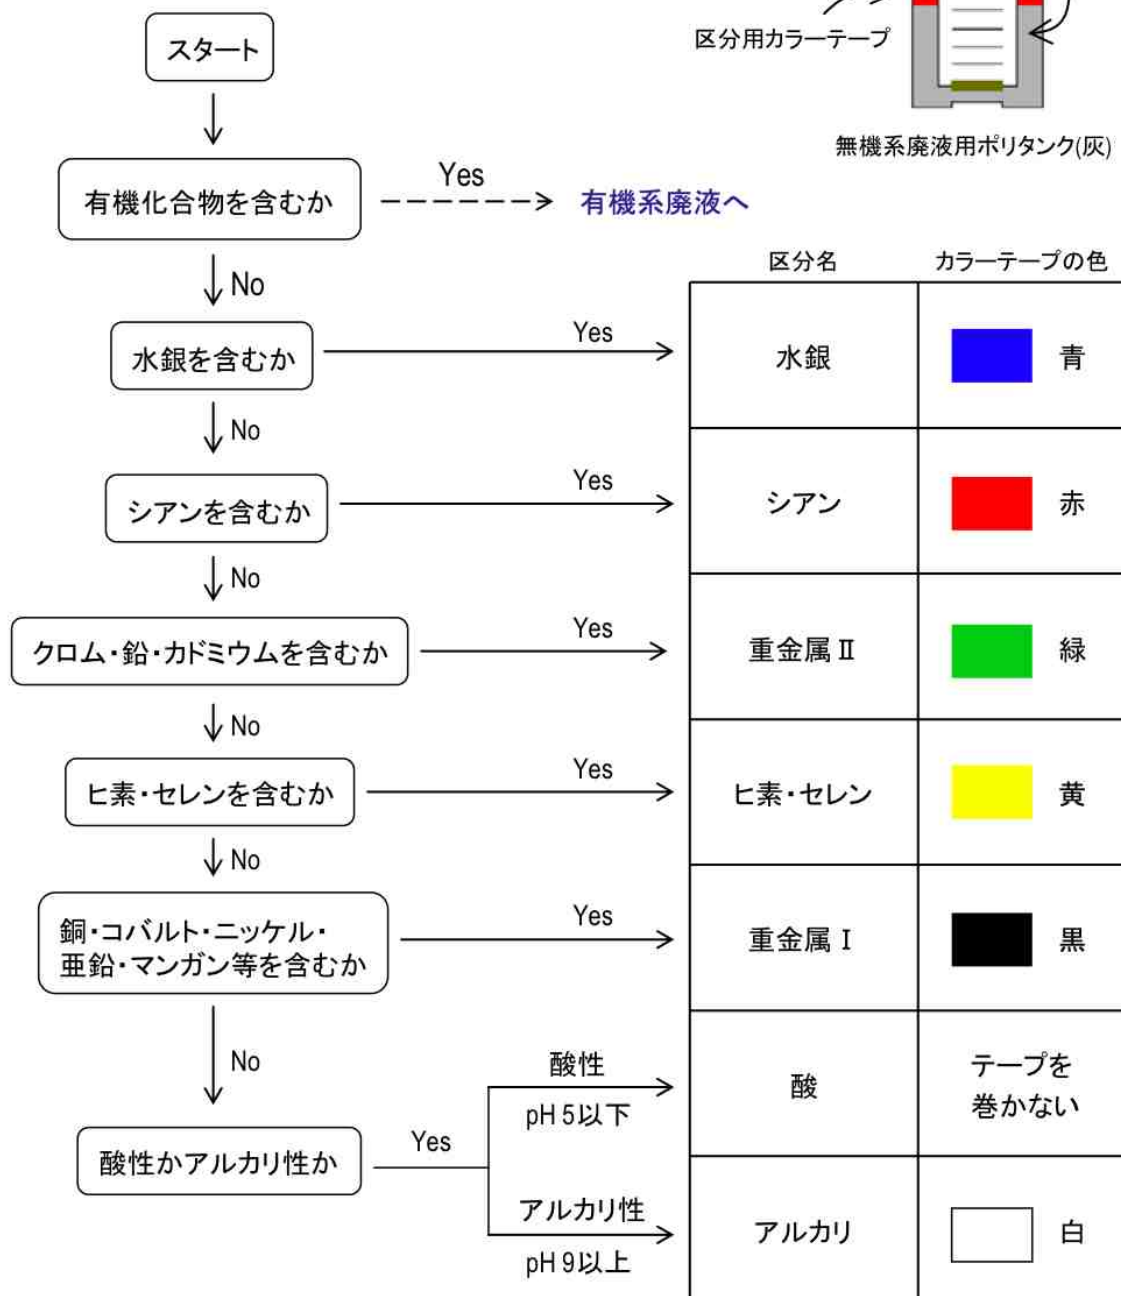 スタート
区分用カラーテープ
無機系廃液用ポリタンク(灰)
有機化合物を含むか
Yes
有機系廃液へ
No
区分名
カラーテープの色
水銀を含むか
Yes
水銀
青
No
シアンを含むか
Yes
シアン
赤
No
クロム・鉛・カドミウムを含むか
Yes
重金属Ⅱ
緑
No
ヒ素・セレンを含むか
Yes
ヒ素・セレン
黄
No
銅・コバルト・ニッケル・
亜鉛・マンガン等を含むか
Yes
重金属Ⅰ
黒
No
酸性かアルカリ性か
Yes
酸性
pH 5以下
酸
テープを
巻かない
アルカリ性
pH 9以上
アルカリ
白